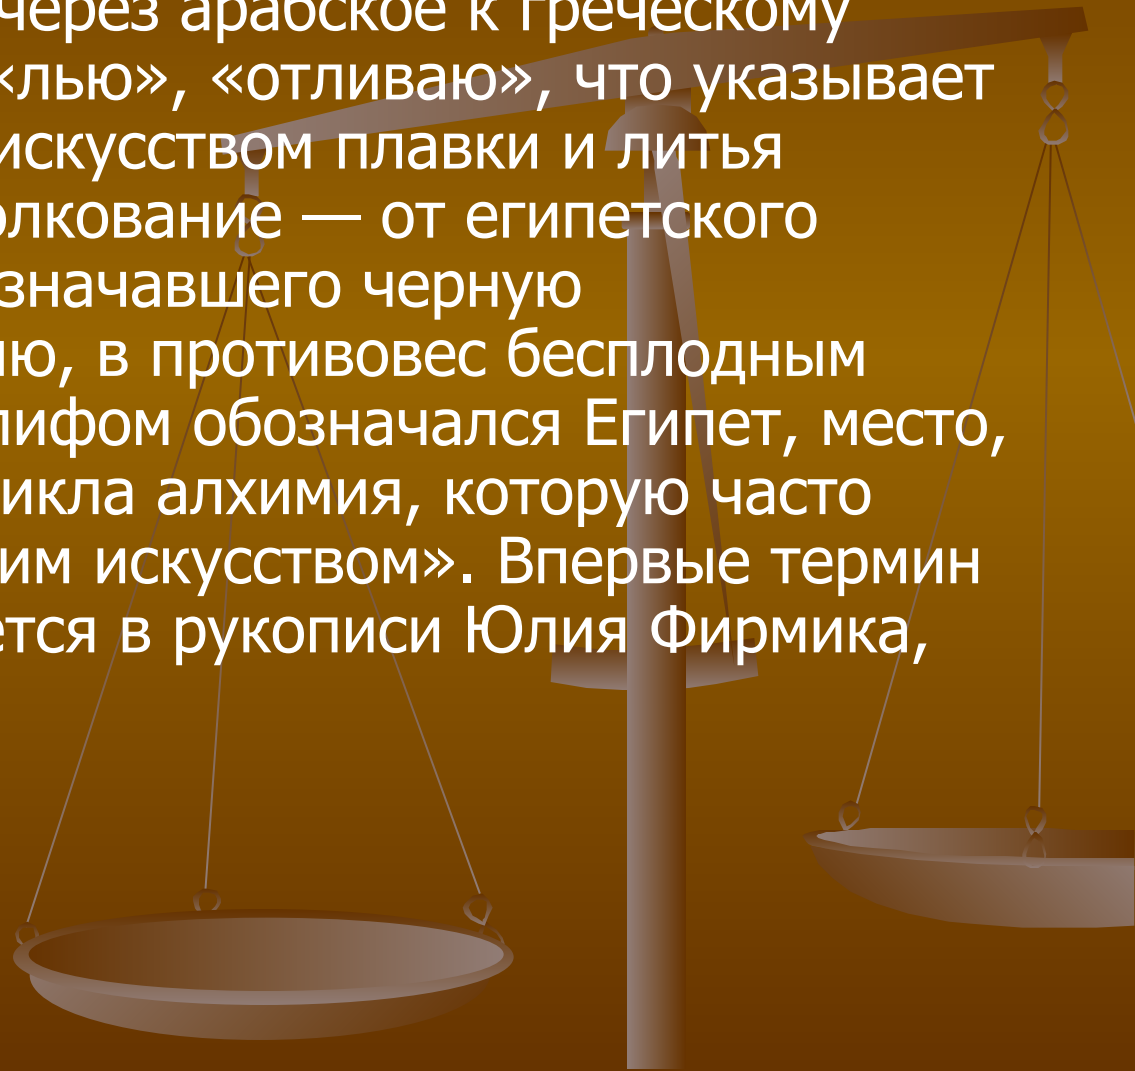 через арабское к греческому
«лью», «отливаю», что указывает
искусством плавки и литья
олкование — от египетского
значавшего черную
ию, в противовес бесплодным
лифом обозначался Египет, место,
икла алхимия, которую часто
им искусством». Впервые термин
ется в рукописи Юлия Фирмика,